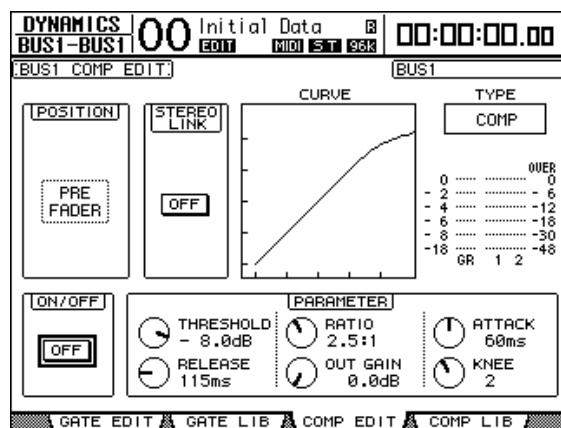 DYNAMICS
BUS1-BUS1
00
Initial Data
EDIT
MIDI ST 96K
00:00:00.00
BUS1 COMP EDIT
BUS1
POSITION
PRE
FADER
STEREO
LINK
OFF
CURVE
TYPE
COMP
OVER
0 0
- 2 - 6
- 4 -12
- 6 -18
- 8 -30
-18 -48
GR 1 2
ON/OFF
OFF
PARAMETER
THRESHOLD
- 8.0dB
RATIO
2.5:1
ATTACK
60ms
RELEASE
115ms
OUT GAIN
0.0dB
KNEE
2
GATE EDIT GATE LIB COMP EDIT COMP LIB